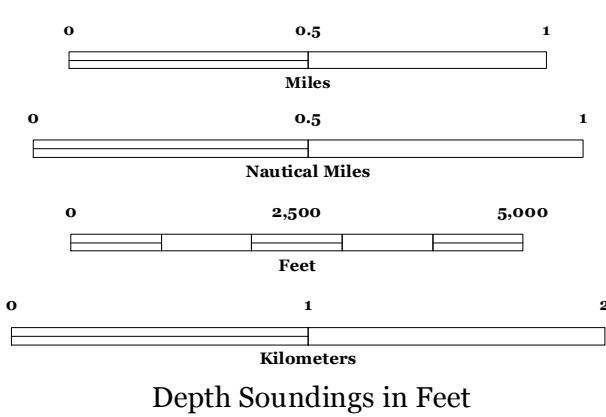 0 0.5 1
Miles
0 0.5 1
Nautical Miles
0 2,500 5,000
Feet
0 1 2
Kilometers
Depth Soundings in Feet